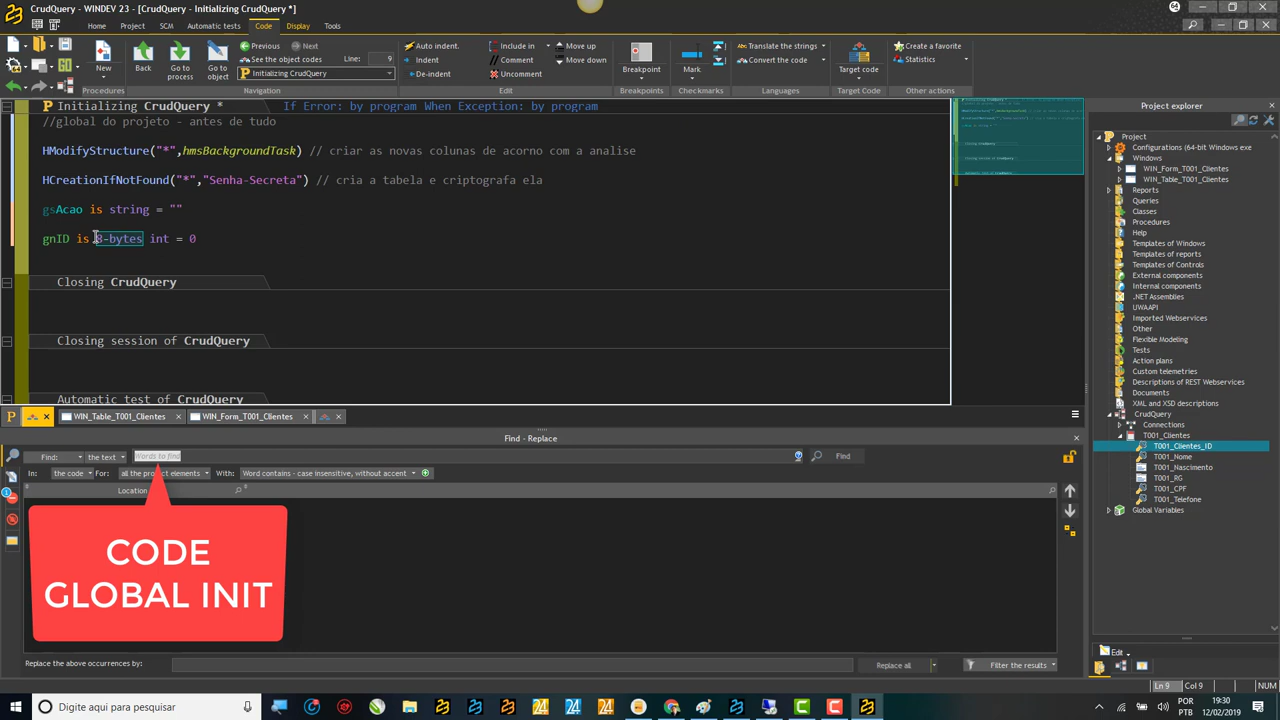 CrudQuery - WINDEV 23 - [CrudQuery - Initializing CrudQuery *]
64
Home Project SCM Automatic tests Code Display Tools
New
Procedures
Back
Go to process
Go to object
Previous Next
See the object codes Line: 9
Initializing CrudQuery
Navigation
Auto indent.
Indent
De-indent
Include in
Comment
Uncomment
Move up
Move down
Edit
Breakpoint
Breakpoints
Mark
Checkmarks
Translate the strings
Convert the code
Languages
Target code
Target Code
Create a favorite
Statistics
Other actions
Initializing CrudQuery * If Error: by program When Exception: by program
//global do projeto - antes de tudo
HModifyStructure("*",hmsBackgroundTask) // criar as novas colunas de acorno com a analise
HCreationIfNotFound("*","Senha-Secreta") // cria a tabela e criptografa ela
gsAcao is string = ""
gnID is 8-bytes int = 0
Closing CrudQuery
Closing session of CrudQuery
Automatic test of CrudQuery
WIN_Table_T001_Clientes
WIN_Form_T001_Clientes
Find - Replace
Find: the text Words to find Find
In: the code For: all the project elements With: Word contains - case insensitive, without accent
Location
CODE
GLOBAL INIT
Replace the above occurrences by: Replace all Filter the results
Project explorer
Project
Configurations (64-bit Windows exe
Windows
WIN_Form_T001_Clientes
WIN_Table_T001_Clientes
Reports
Queries
Classes
Procedures
Help
Templates of Windows
Templates of reports
Templates of Controls
External components
Internal components
.NET Assemblies
UWAAPI
Imported Webservices
Other
Flexible Modeling
Tests
Action plans
Custom telemetries
Descriptions of REST Webservices
Documents
XML and XSD descriptions
CrudQuery
Connections
T001_Clientes
T001_Clientes_ID
T001_Nome
T001_Nascimento
T001_RG
T001_CPF
T001_Telefone
Global Variables
Edit
Ln 9 Col 9 NUM
Digite aqui para pesquisar
24 24 24
POR
PTB
19:30
12/02/2019